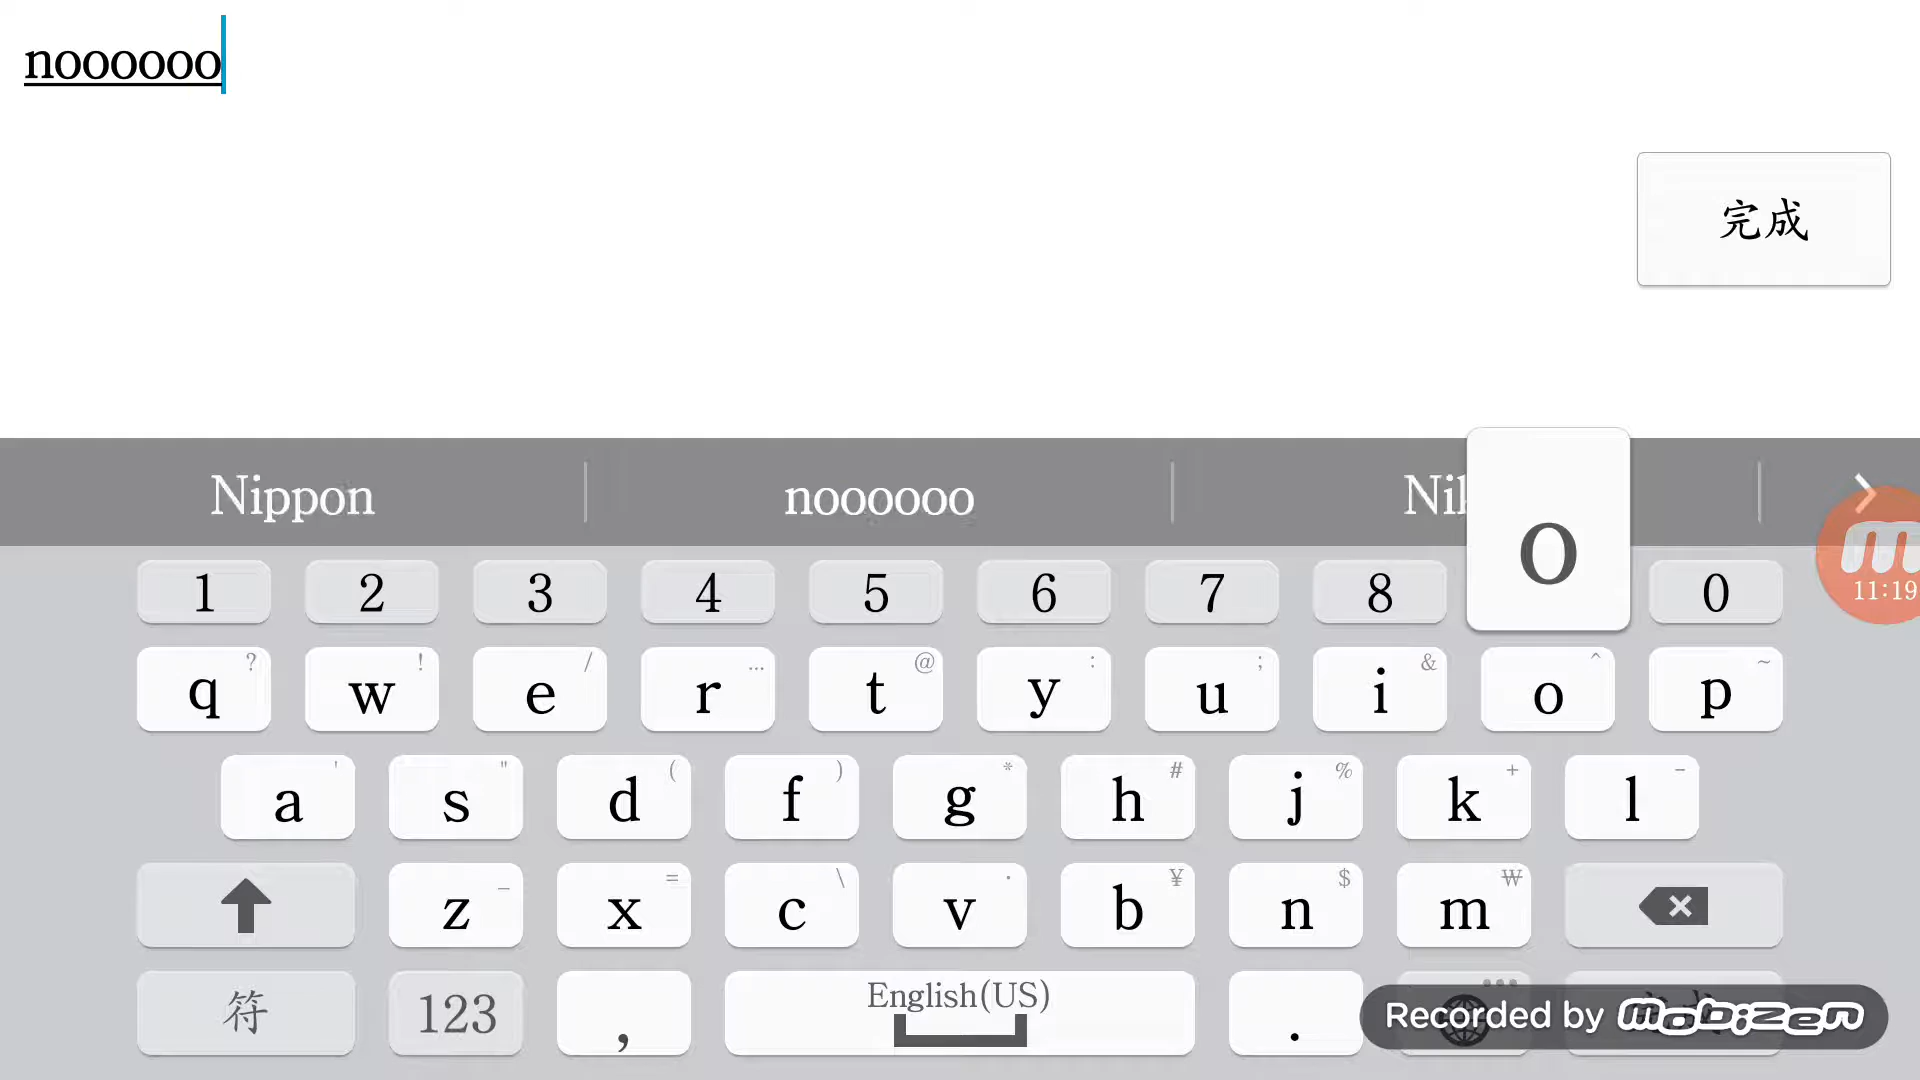 noooooo
完成
Nippon noooooo
1 2 3 4 5 6 7 8 o 0
11:19
? ! / ... @ : ; & ^ ~
q w e r t y u i o p
' " ( ) * # % + -
a s d f g h j k l
_ = \ · ¥ $ ₩
z x c v b n m
符 123 , English(US) .
Recorded by mobizen